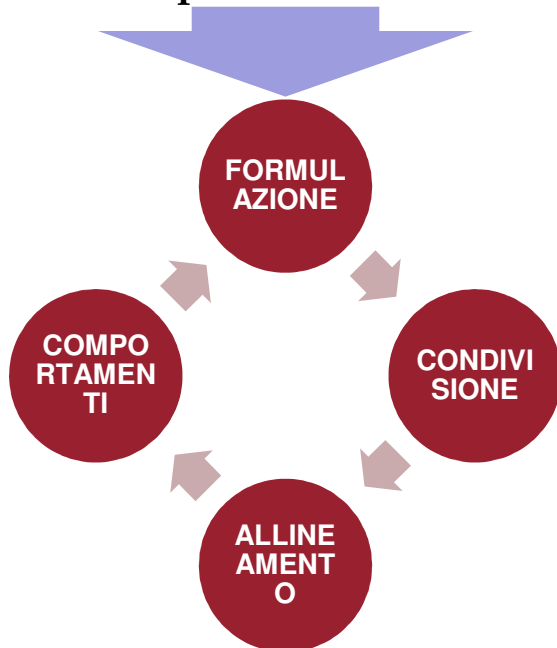 FORMUL
AZIONE
CONDIVI
SIONE
ALLINE
AMENT
O
COMPO
RTAMEN
TI